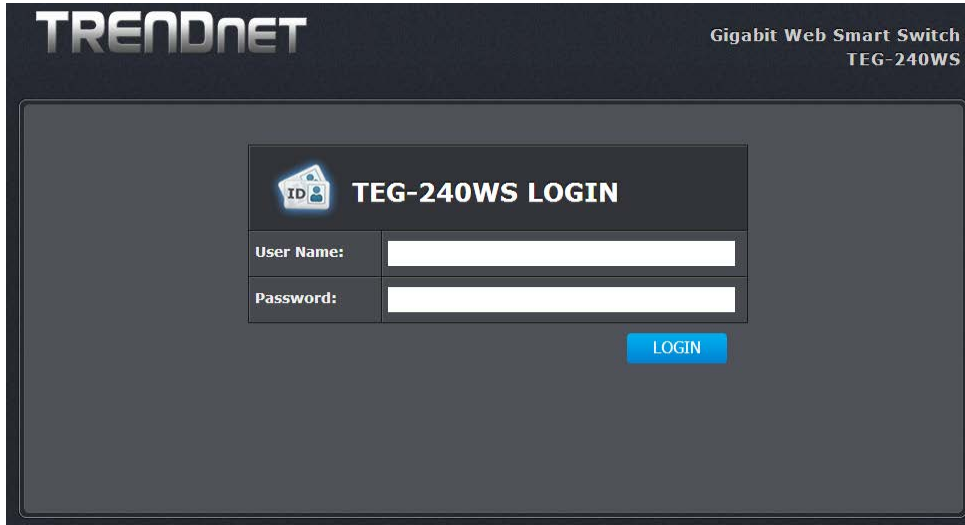 TRENDNET
Gigabit Web Smart Switch
TEG-240WS
ID
TEG-240WS LOGIN
User Name:
Password:
LOGIN